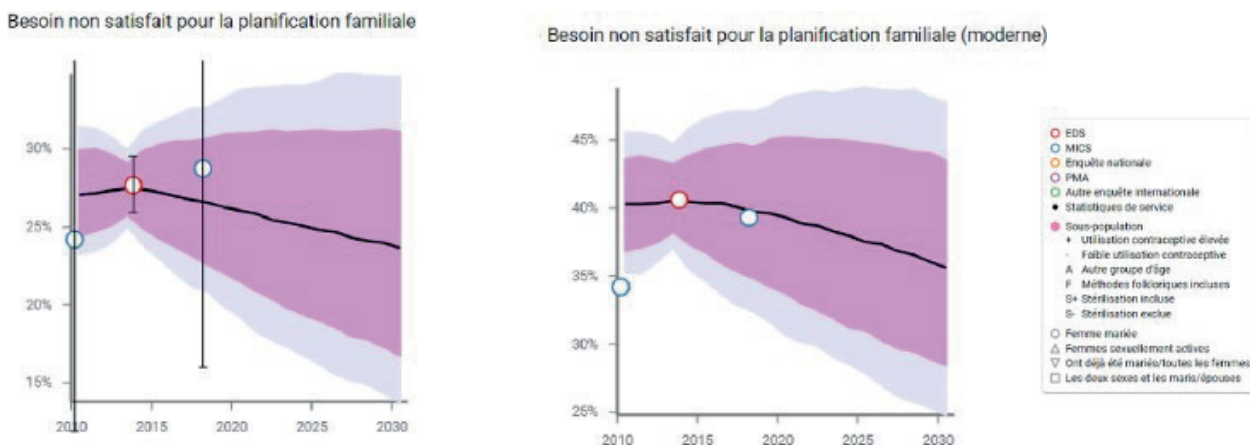 Besoin non satisfait pour la planification familiale
30%
25%
20%
15%
2010 2015 2020 2025 2030
Besoin non satisfait pour la planification familiale (moderne)
45%
40%
35%
30%
25%
2010 2015 2020 2025 2030
EDS
MICS
Enquête nationale
PMA
Autre enquête internationale
Statistiques de service
Sous-population
+ Utilisation contraceptive élevée
- Faible utilisation contraceptive
A Autre groupe d'âge
F Méthodes folkloriques incluses
S+ Stérilisation incluse
S- Stérilisation exclue
Femme mariée
Femmes sexuellement actives
Ont déjà été mariés/toutes les femmes
Les deux sexes et les maris/épouses